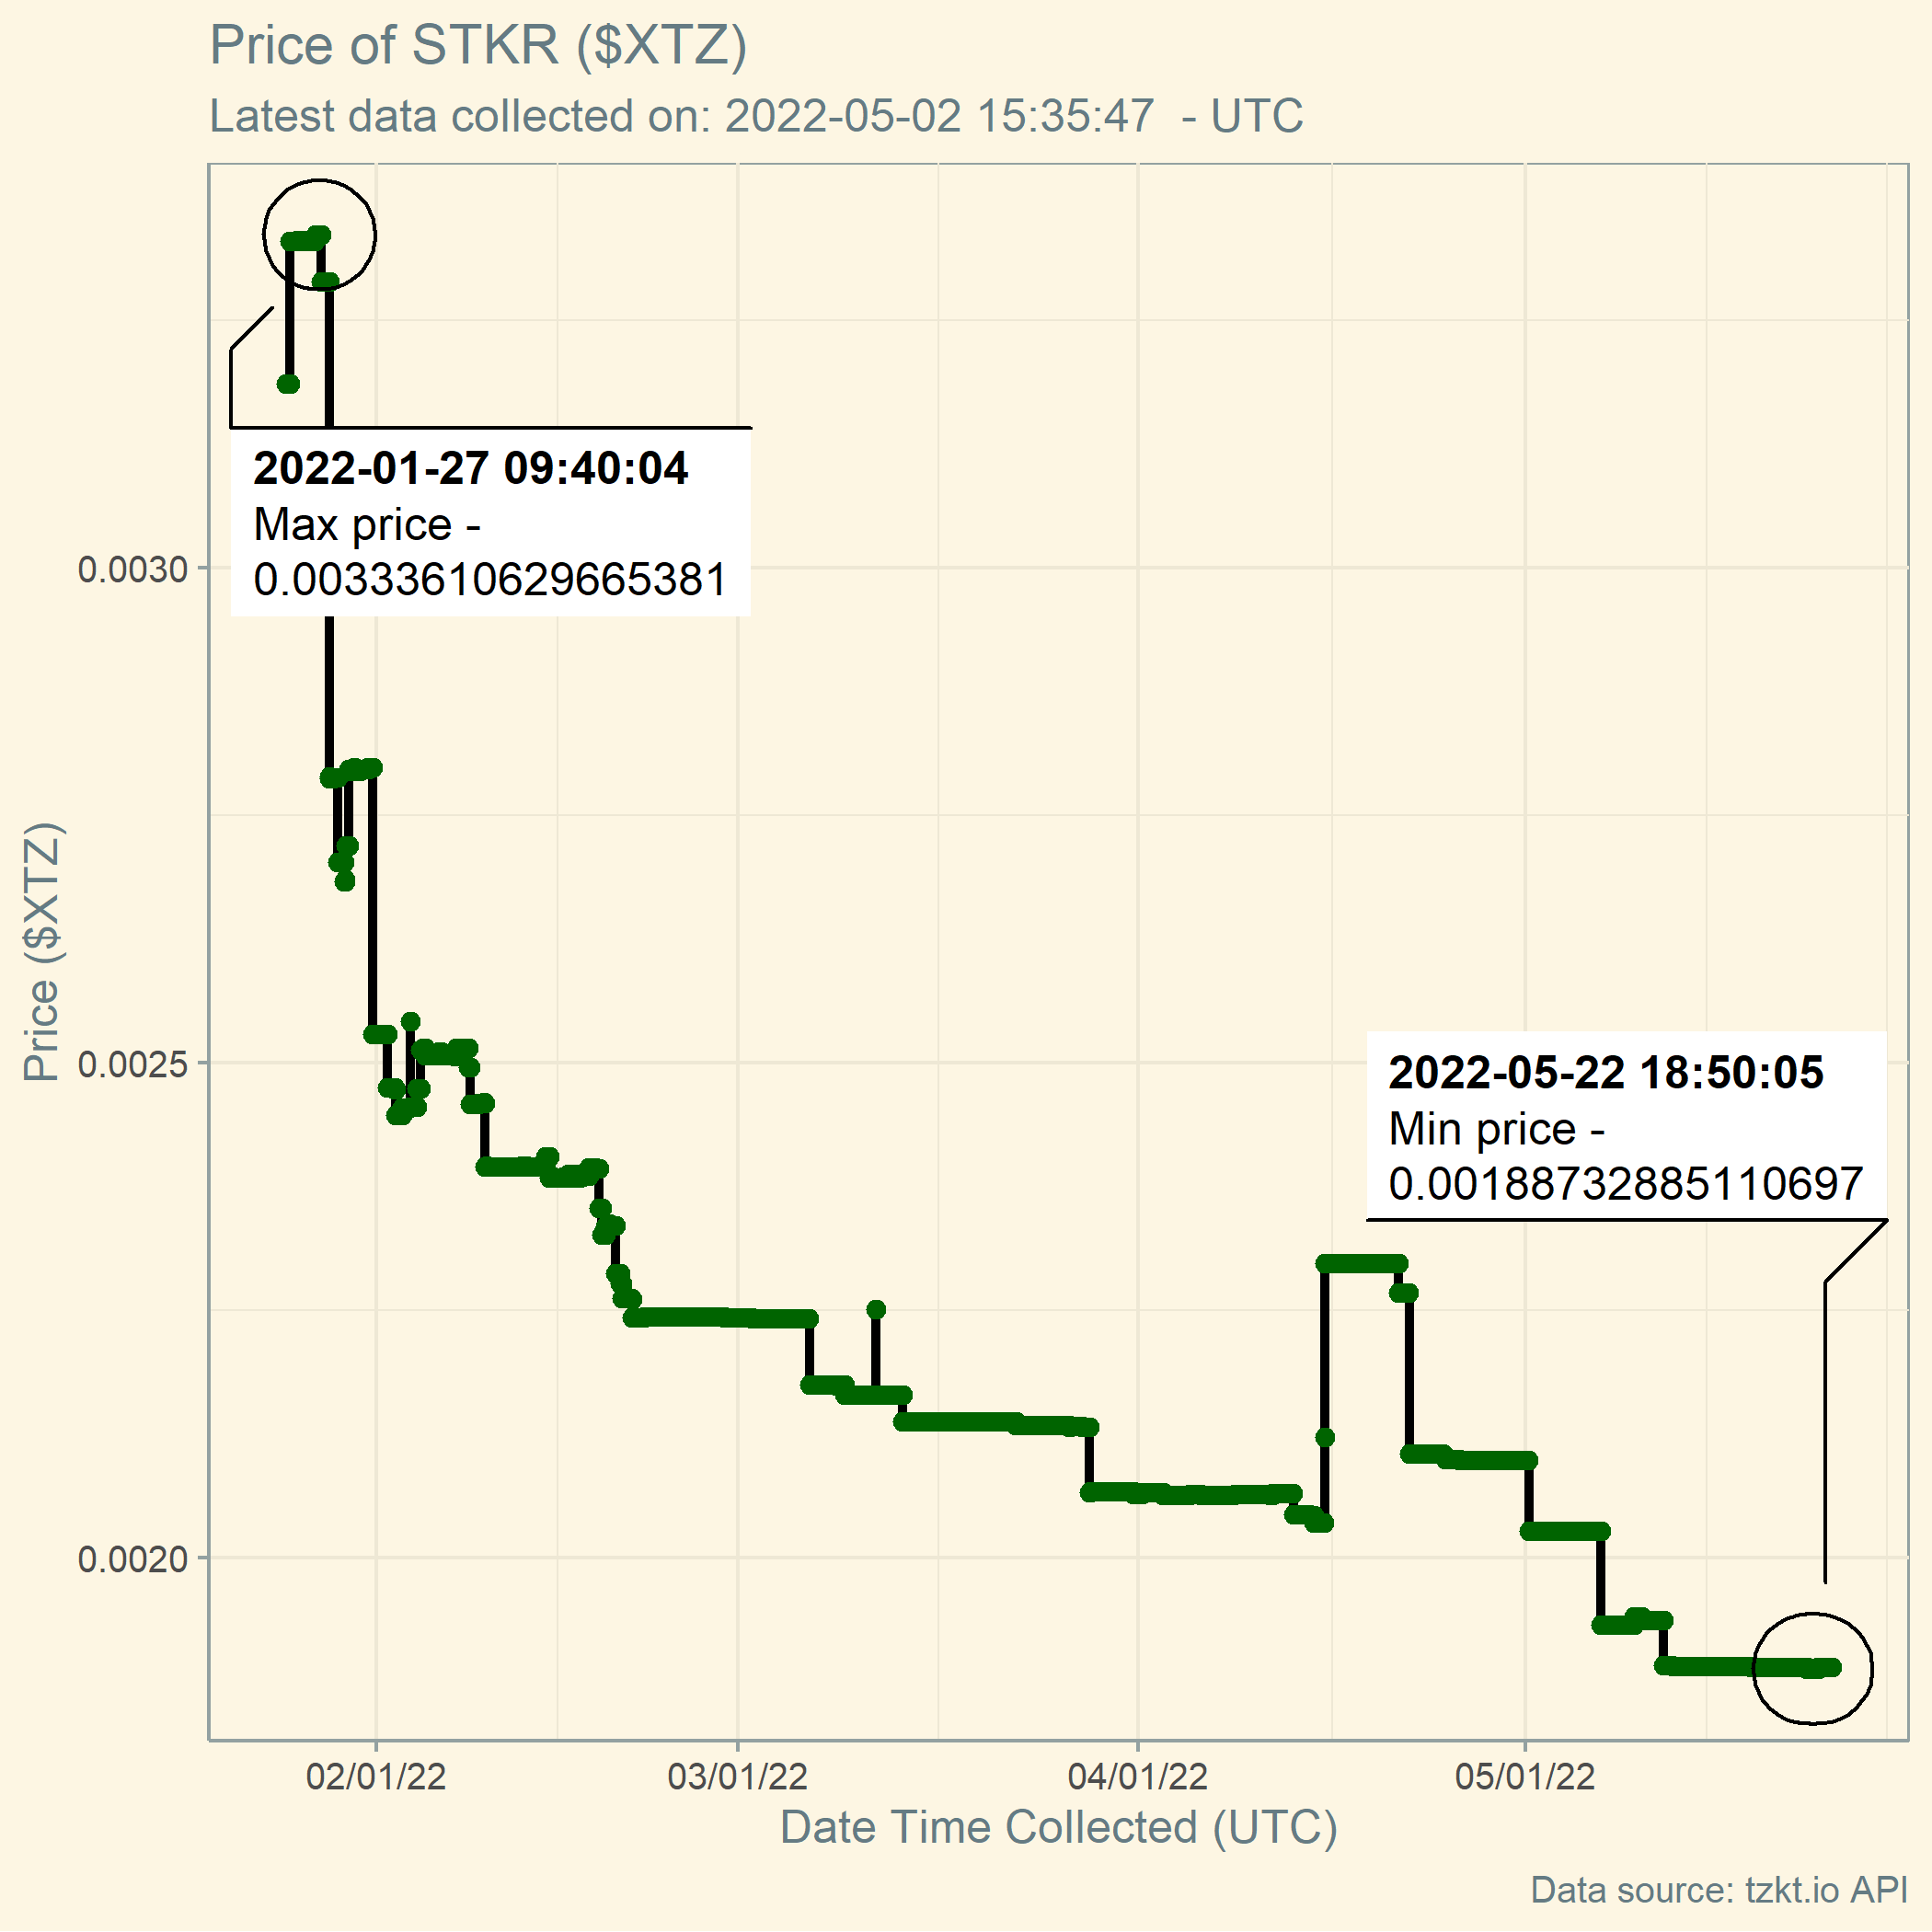 Price of STKR ($XTZ)
Latest data collected on: 2022-05-02 15:35:47  - UTC
2022-01-27 09:40:04
Max price -
0.00333610629665381
0.0030
Price ($XTZ)
0.0025
2022-05-22 18:50:05
Min price -
0.00188732885110697
0.0020
02/01/22 03/01/22 04/01/22 05/01/22
Date Time Collected (UTC)
Data source: tzkt.io API